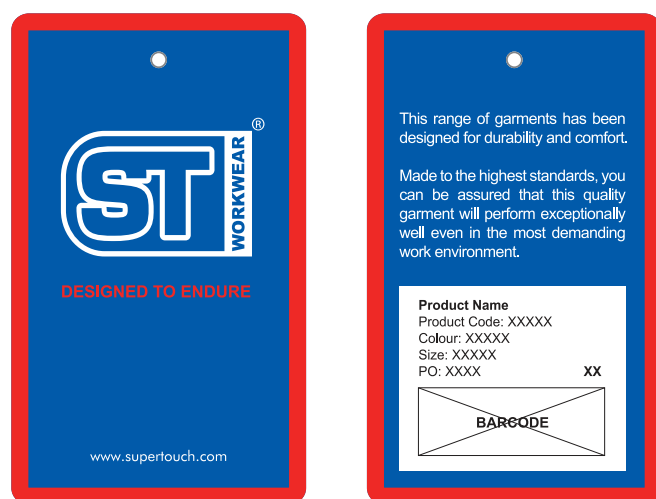 ST
WORKWEAR
®
DESIGNED TO ENDURE
www.supertouch.com
This range of garments has been
designed for durability and comfort.
Made to the highest standards, you
can be assured that this quality
garment will perform exceptionally
well even in the most demanding
work environment.
Product Name
Product Code: XXXXX
Colour: XXXXX
Size: XXXXX
PO: XXXX XX
BARCODE